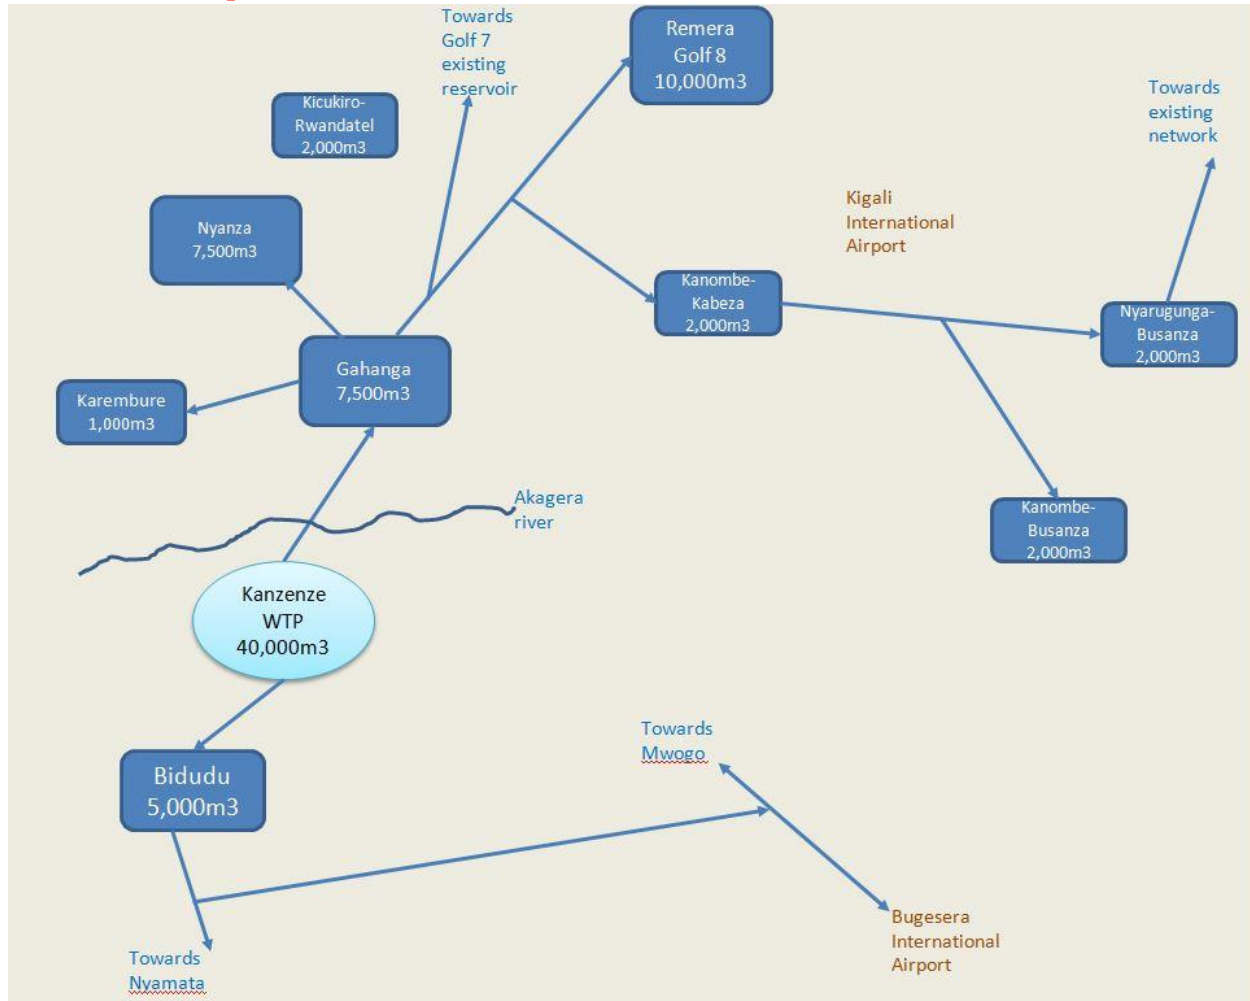 Towards
Golf 7
existing
reservoir
Remera
Golf 8
10,000m3
Kicukiro-
Rwandatel
2,000m3
Towards
existing
network
Nyanza
7,500m3
Kigali
International
Airport
Kanombe-
Kabeza
2,000m3
Nyarugunga-
Busanza
2,000m3
Gahanga
7,500m3
Karembure
1,000m3
Akagera
river
Kanombe-
Busanza
2,000m3
Kanzenze
WTP
40,000m3
Bidudu
5,000m3
Towards
Mwogo
Bugesera
International
Airport
Towards
Nyamata